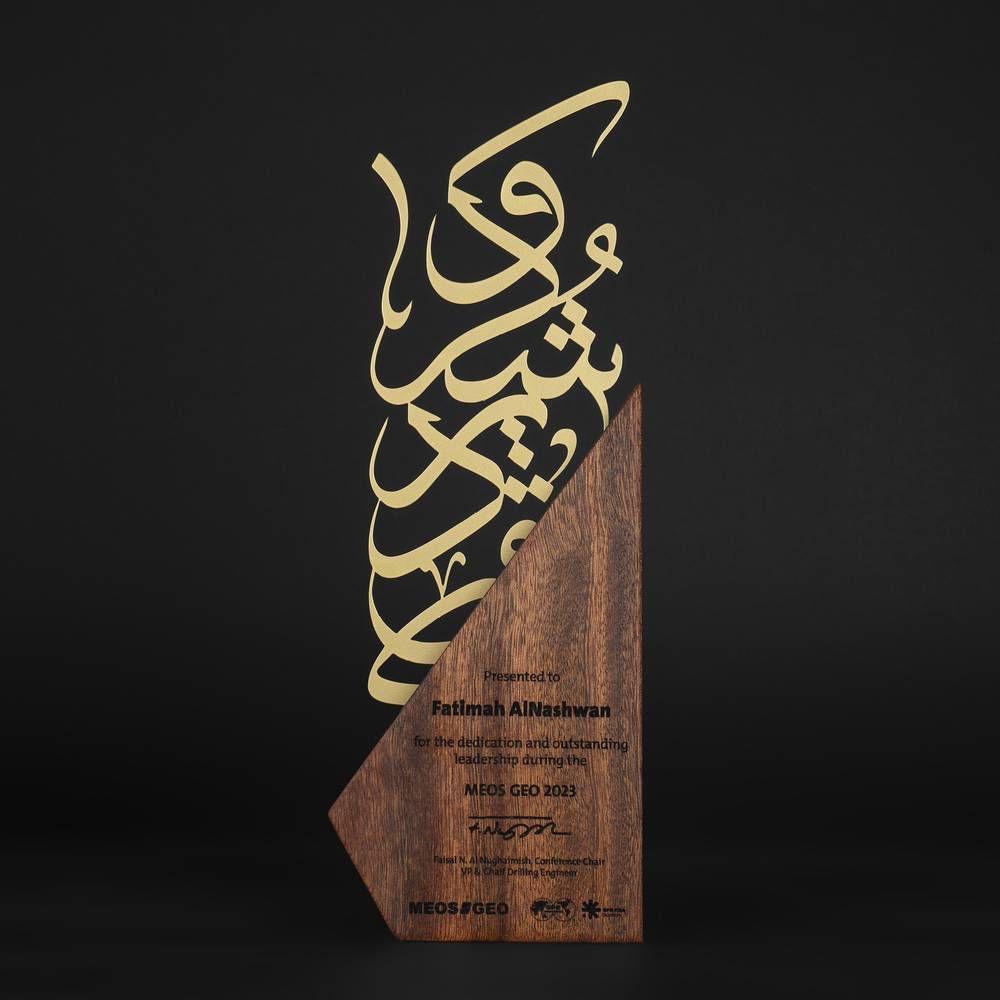 Presented to
Fatimah AlNashwan
for the dedication and outstanding
leadership during the
MEOS GEO 2023
Faisal N. Al Nughaimish, Conference Chair
VP & Chaif Drilling Engineer
MEOS GEO